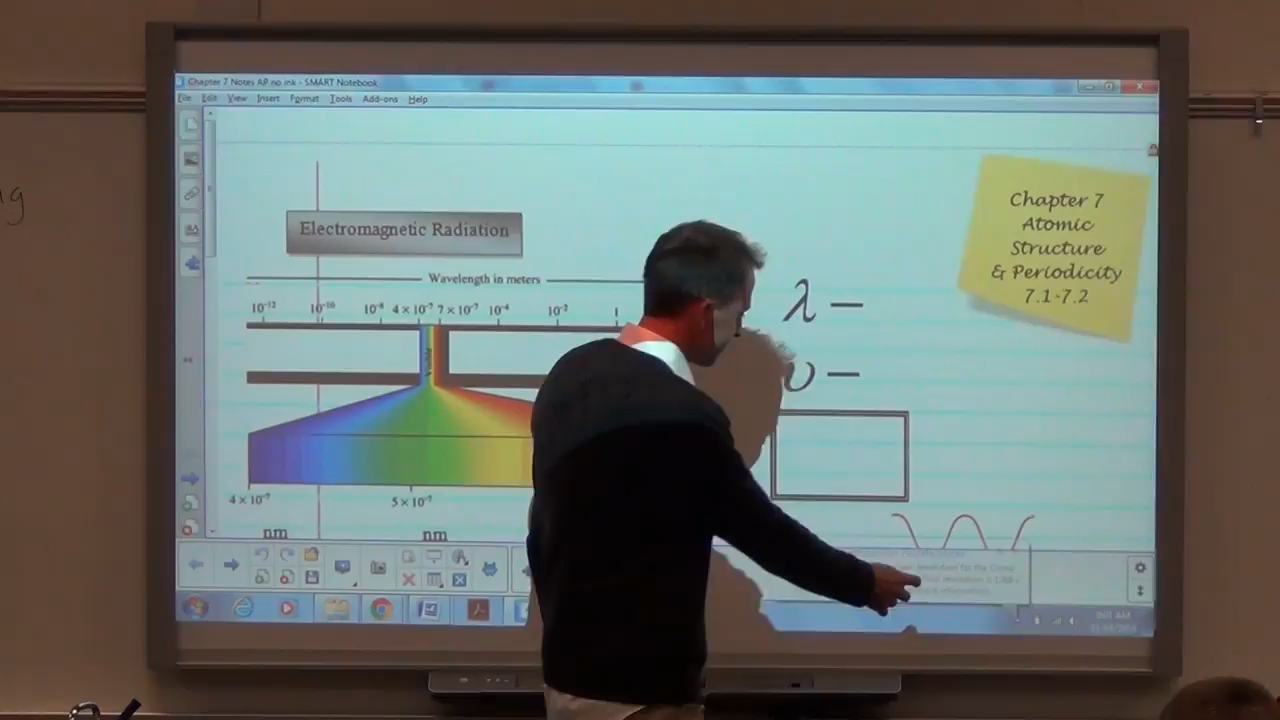 Chapter 7 Notes AP no ink - SMART Notebook
File Edit View Insert Format Tools Add-ons Help
ng
Electromagnetic Radiation
Chapter 7
Atomic
Structure
& Periodicity
7.1-7.2
Wavelength in meters
10⁻¹² 10⁻¹⁰ 10⁻⁸ 4 × 10⁻⁷ 7 × 10⁻⁷ 10⁻⁴ 10⁻² 1
λ –
υ –
4 × 10⁻⁷ 5 × 10⁻⁷
nm nm